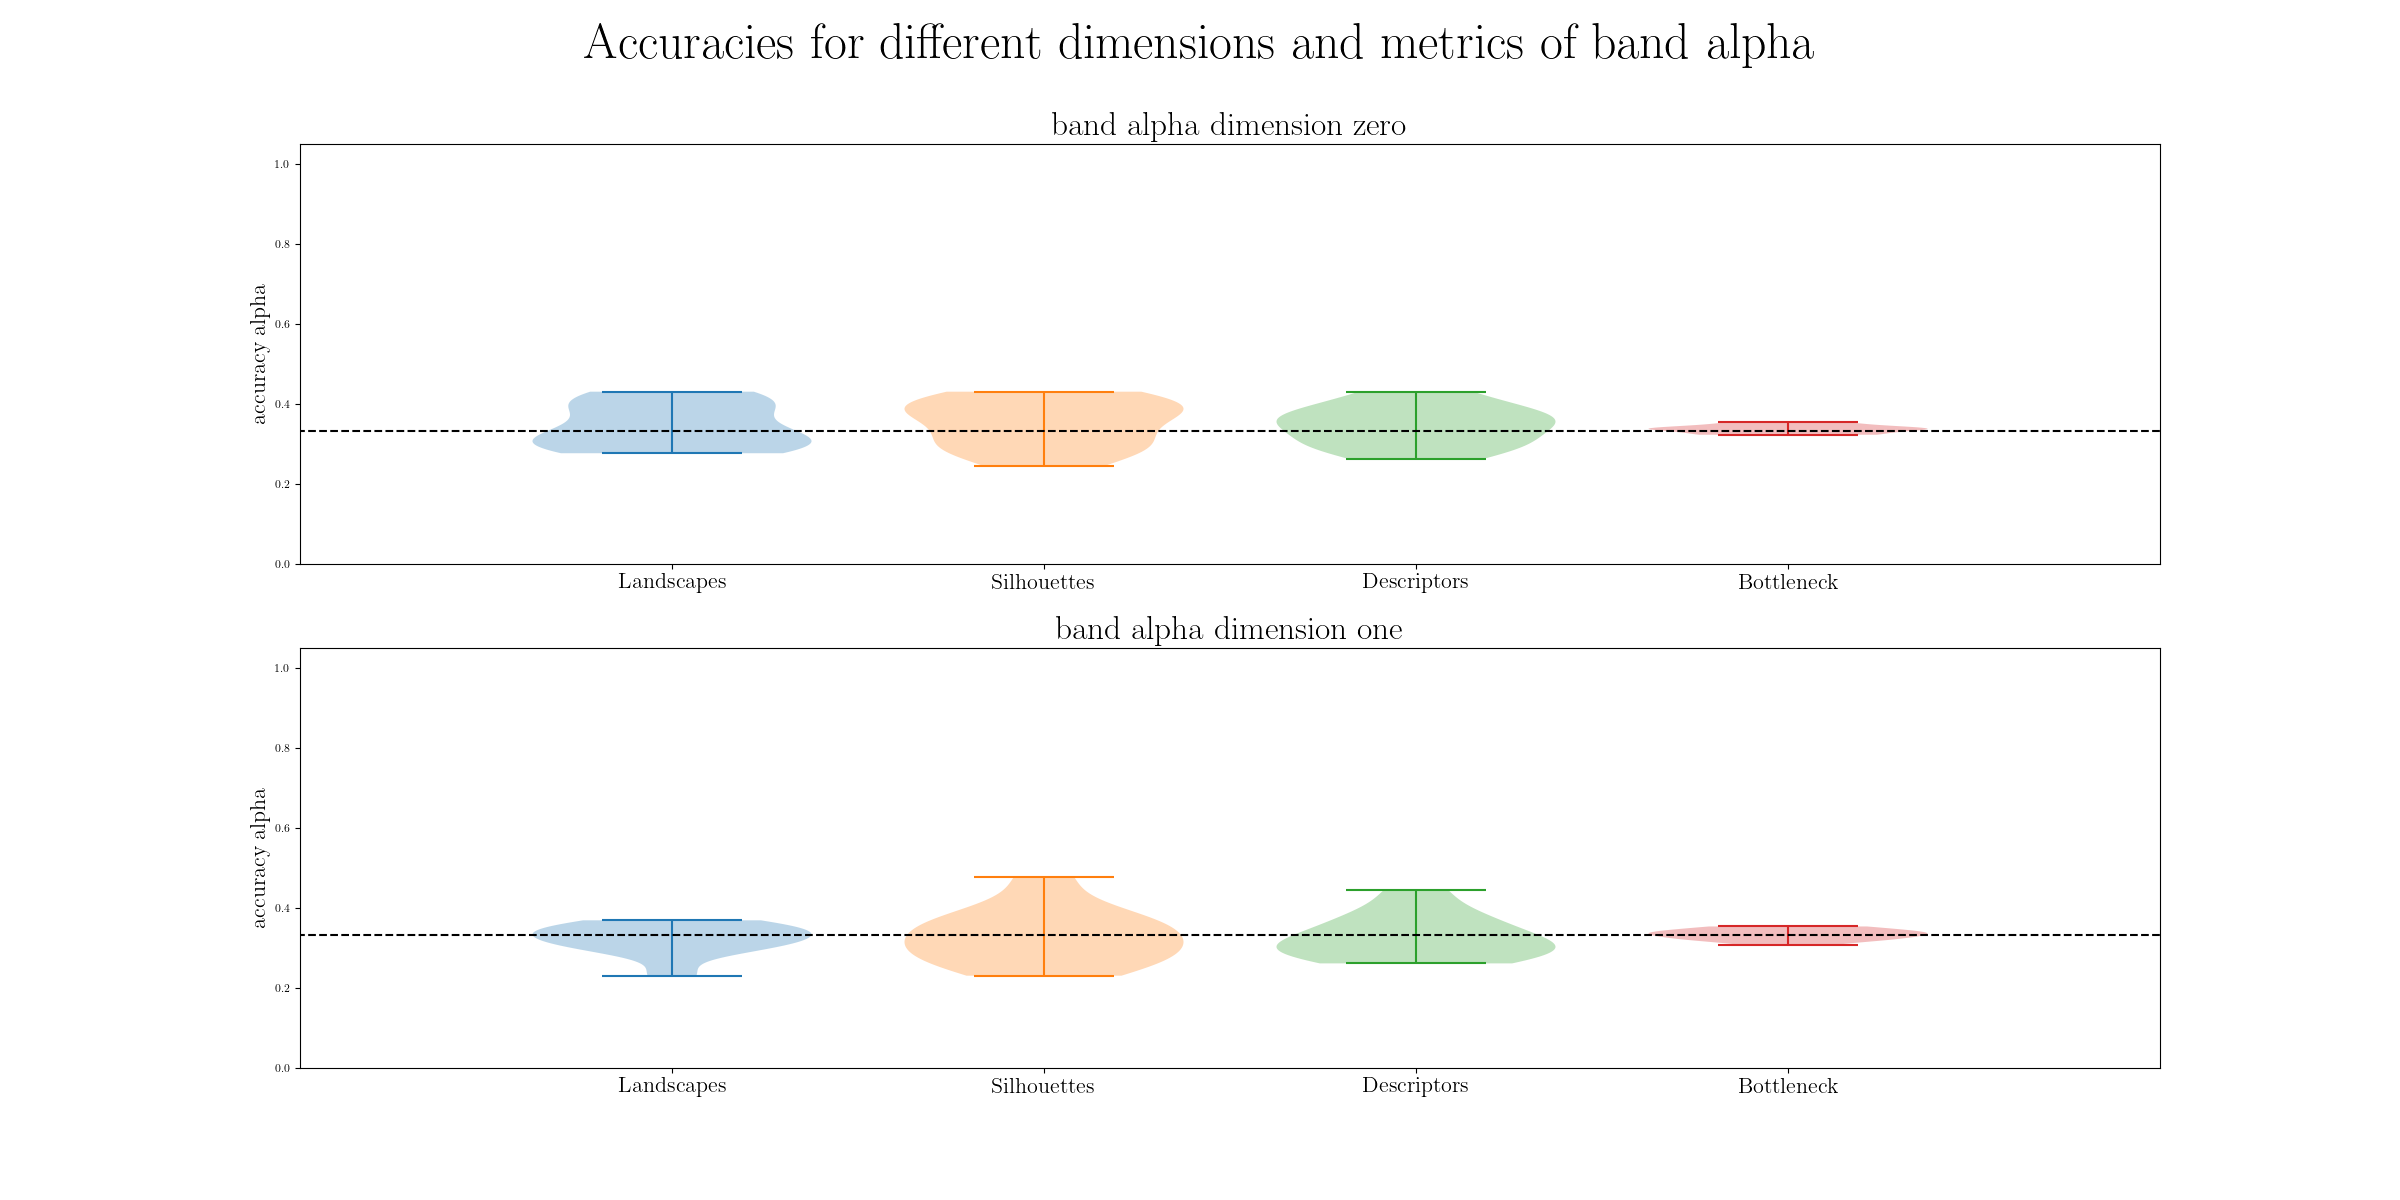 Accuracies for different dimensions and metrics of band alpha
band alpha dimension zero
accuracy alpha
1.0
0.8
0.6
0.4
0.2
0.0
Landscapes Silhouettes Descriptors Bottleneck
band alpha dimension one
accuracy alpha
1.0
0.8
0.6
0.4
0.2
0.0
Landscapes Silhouettes Descriptors Bottleneck